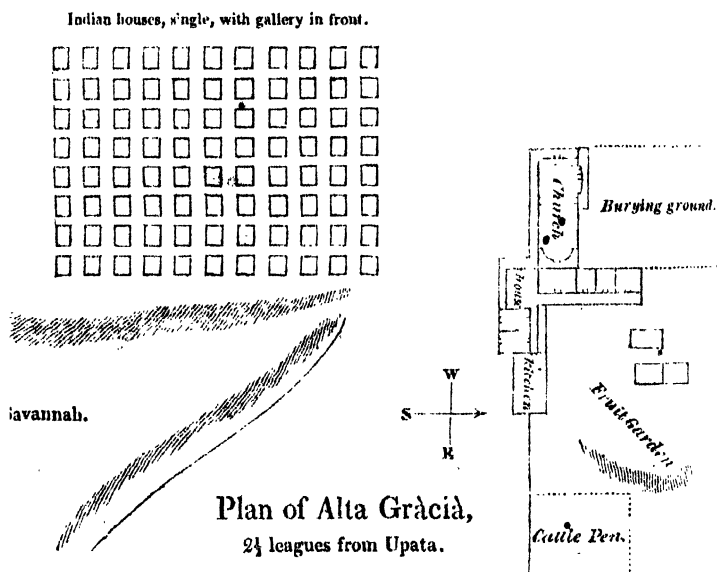 Indian houses, single, with gallery in front.
Church
Burying ground.
House
Kitchen
W
S
E
Savannah.
Fruit Garden
Plan of Alta Gràcià,
2½ leagues from Upata.
Cattle Pen.